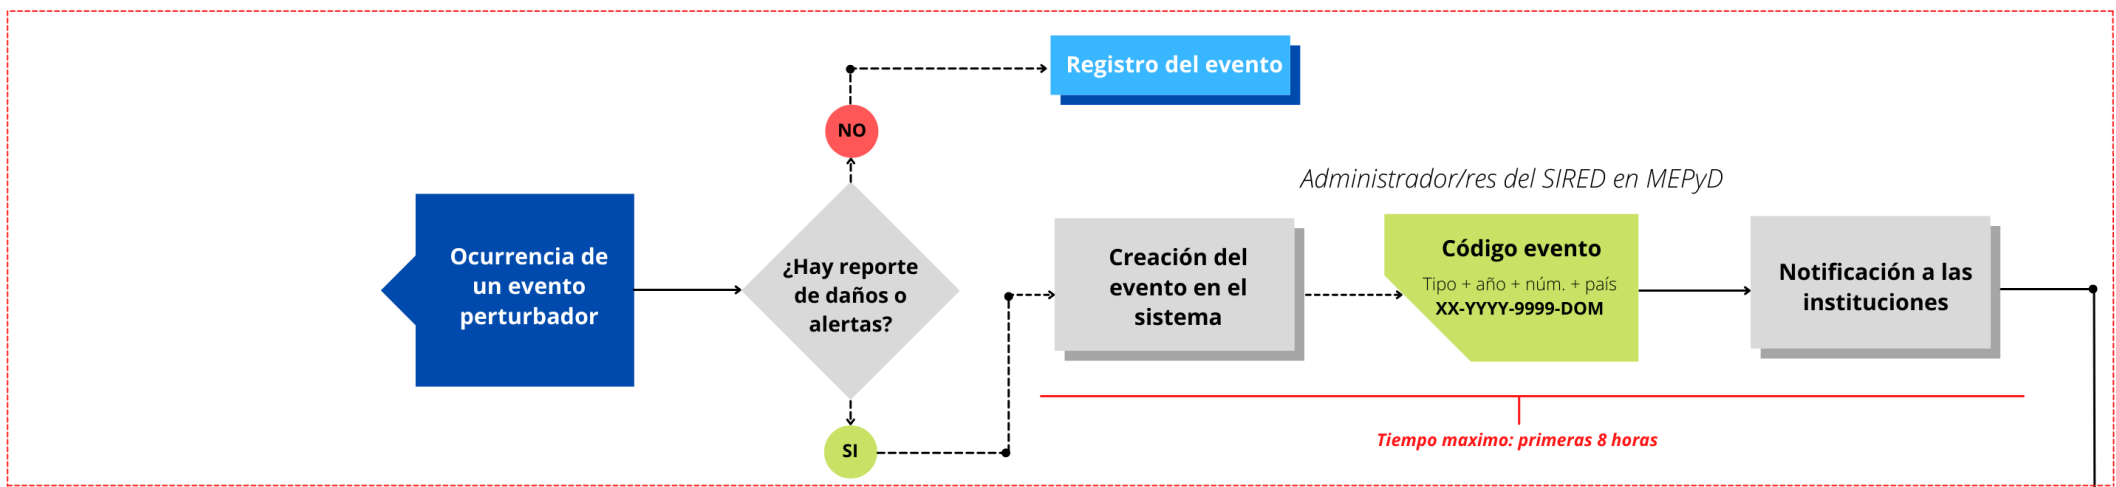 Registro del evento
NO
Administrador/res del SIRED en MEPyD
Ocurrencia de
un evento
perturbador
¿Hay reporte
de daños o
alertas?
Creación del
evento en el
sistema
Código evento
Tipo + año + núm. + país
XX-YYYY-9999-DOM
Notificación a las
instituciones
SI
Tiempo maximo: primeras 8 horas